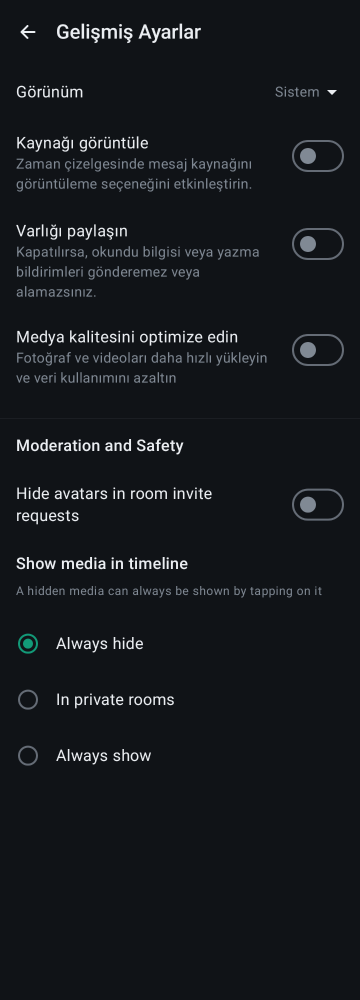 Gelişmiş Ayarlar
Görünüm
Sistem
Kaynağı görüntüle
Zaman çizelgesinde mesaj kaynağını
görüntüleme seçeneğini etkinleştirin.
Varlığı paylaşın
Kapatılırsa, okundu bilgisi veya yazma
bildirimleri gönderemez veya
alamazsınız.
Medya kalitesini optimize edin
Fotoğraf ve videoları daha hızlı yükleyin
ve veri kullanımını azaltın
Moderation and Safety
Hide avatars in room invite
requests
Show media in timeline
A hidden media can always be shown by tapping on it
Always hide
In private rooms
Always show